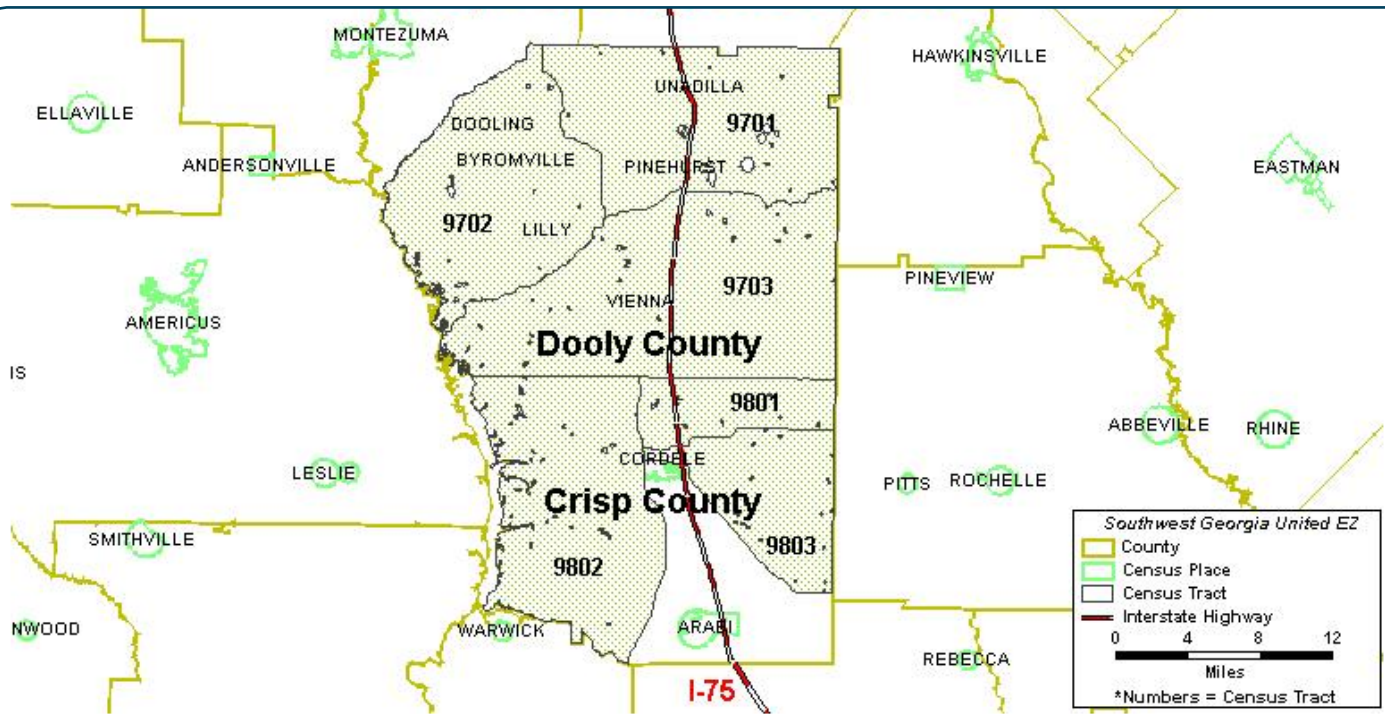 MONTEZUMA
HAWKINSVILLE
UNADILLA
ELLAVILLE
DOOLING
9701
ANDERSONVILLE
BYROMVILLE
PINEHURST
EASTMAN
9702
LILLY
PINEVIEW
9703
VIENNA
AMERICUS
Dooly County
IS
9801
ABBEVILLE
RHINE
CORDELE
LESLIE
PITTS
ROCHELLE
Crisp County
SMITHVILLE
9803
9802
NWOOD
WARWICK
ARABI
REBECCA
I-75
Southwest Georgia United EZ
County
Census Place
Census Tract
Interstate Highway
0 4 8 12
Miles
*Numbers = Census Tract